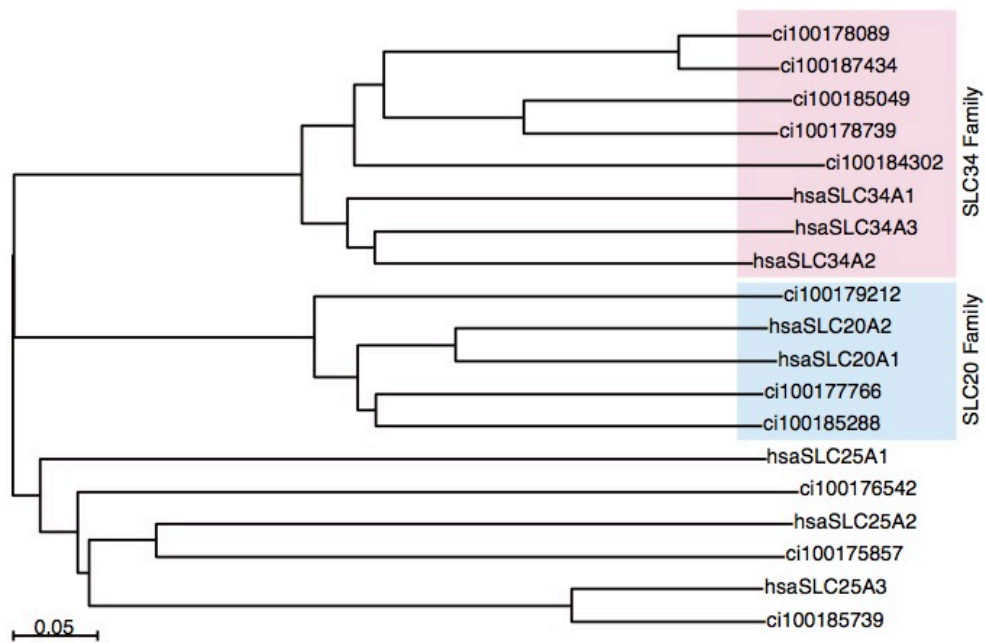 ci100178089
ci100187434
ci100185049
ci100178739
ci100184302
hsaSLC34A1
hsaSLC34A3
hsaSLC34A2
SLC34 Family
ci100179212
hsaSLC20A2
hsaSLC20A1
ci100177766
ci100185288
SLC20 Family
hsaSLC25A1
ci100176542
hsaSLC25A2
ci100175857
hsaSLC25A3
ci100185739
0.05